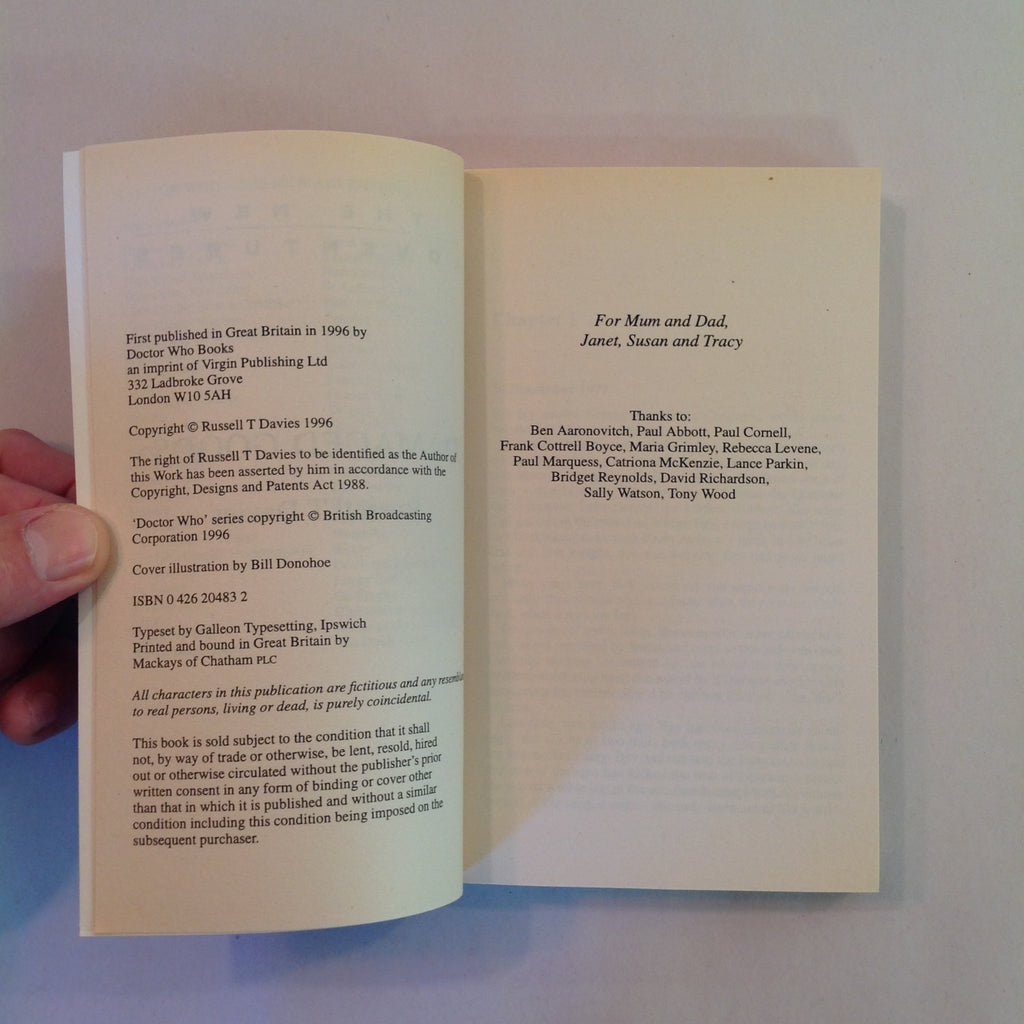 First published in Great Britain in 1996 by
Doctor Who Books
an imprint of Virgin Publishing Ltd
332 Ladbroke Grove
London W10 5AH
Copyright © Russell T Davies 1996
The right of Russell T Davies to be identified as the Author of
this Work has been asserted by him in accordance with the
Copyright, Designs and Patents Act 1988.
'Doctor Who' series copyright © British Broadcasting
Corporation 1996
Cover illustration by Bill Donohoe
ISBN 0 426 20483 2
Typeset by Galleon Typesetting, Ipswich
Printed and bound in Great Britain by
Mackays of Chatham PLC
All characters in this publication are fictitious and any
to real persons, living or dead, is purely coincidental.
This book is sold subject to the condition that it shall
not, by way of trade or otherwise, be lent, resold, hired
out or otherwise circulated without the publisher's prior
written consent in any form of binding or cover other
than that in which it is published and without a similar
condition including this condition being imposed on the
subsequent purchaser.
For Mum and Dad,
Janet, Susan and Tracy
Thanks to:
Ben Aaronovitch, Paul Abbott, Paul Cornell,
Frank Cottrell Boyce, Maria Grimley, Rebecca Levene,
Paul Marquess, Catriona McKenzie, Lance Parkin,
Bridget Reynolds, David Richardson,
Sally Watson, Tony Wood